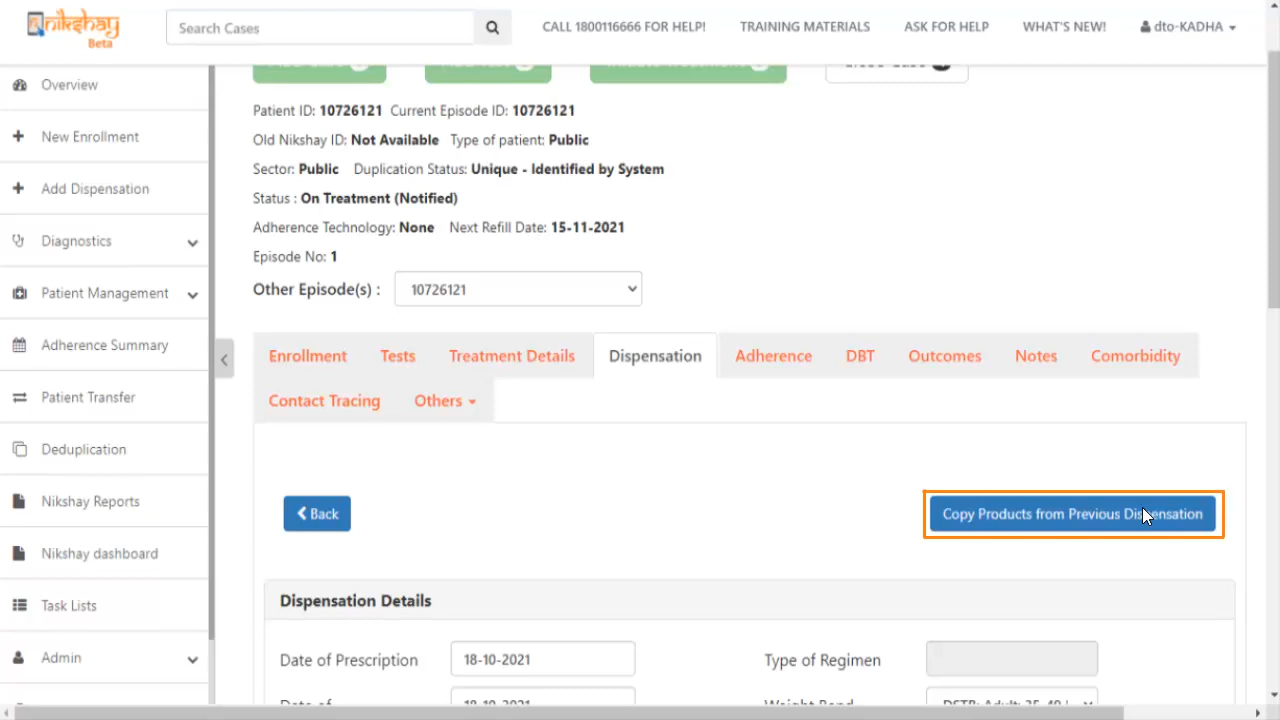 nikshay
Beta
Search Cases
CALL 1800116666 FOR HELP!
TRAINING MATERIALS
ASK FOR HELP
WHAT'S NEW!
dto-KADHA
Overview
New Enrollment
Add Dispensation
Diagnostics
Patient Management
Adherence Summary
Patient Transfer
Deduplication
Nikshay Reports
Nikshay dashboard
Task Lists
Admin
Patient ID: 10726121 Current Episode ID: 10726121
Old Nikshay ID: Not Available Type of patient: Public
Sector: Public Duplication Status: Unique - Identified by System
Status : On Treatment (Notified)
Adherence Technology: None Next Refill Date: 15-11-2021
Episode No: 1
Other Episode(s) : 10726121
Enrollment Tests Treatment Details Dispensation Adherence DBT Outcomes Notes Comorbidity
Contact Tracing Others
Back
Copy Products from Previous Dispensation
Dispensation Details
Date of Prescription 18-10-2021 Type of Regimen